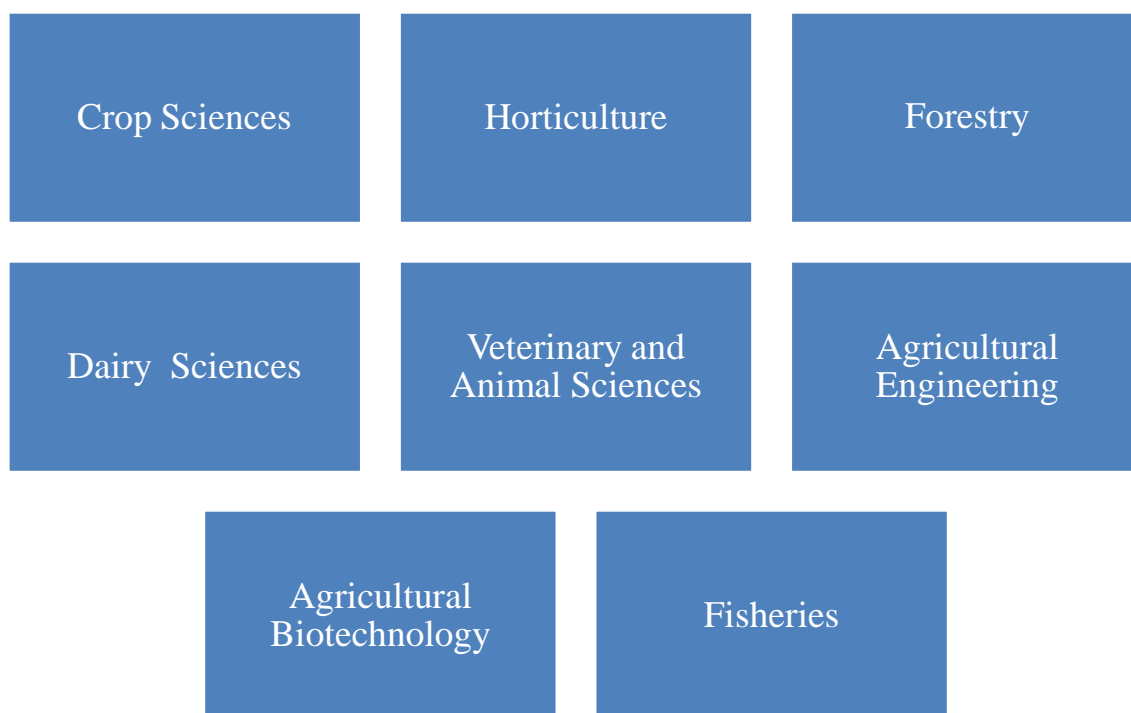 Crop Sciences
Horticulture
Forestry
Dairy  Sciences
Veterinary and
Animal Sciences
Agricultural
Engineering
Agricultural
Biotechnology
Fisheries